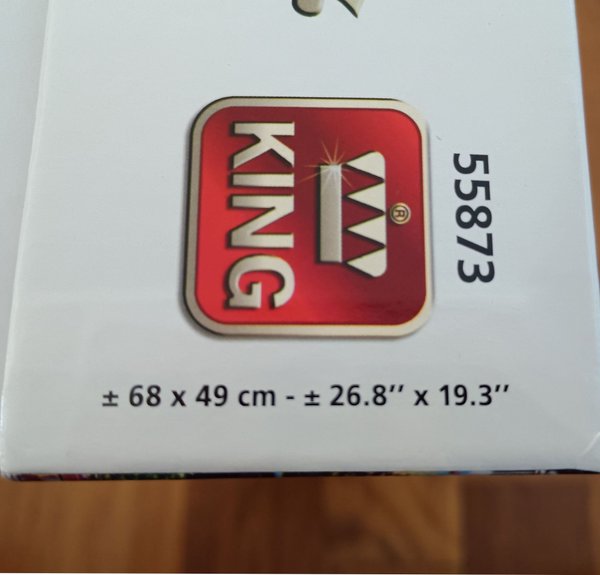 55873
®
KING
± 68 x 49 cm - ± 26.8’’ x 19.3’’